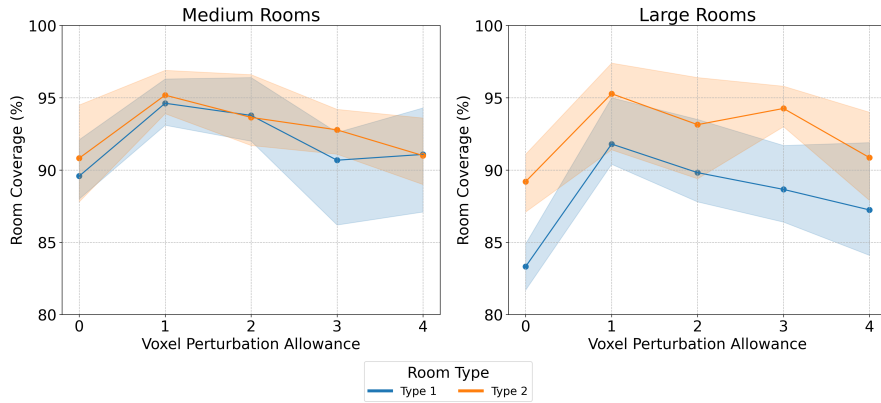 Medium Rooms
100
95
90
85
80
Room Coverage (%)
0 1 2 3 4
Voxel Perturbation Allowance
Large Rooms
100
95
90
85
80
Room Coverage (%)
0 1 2 3 4
Voxel Perturbation Allowance
Room Type
Type 1 Type 2